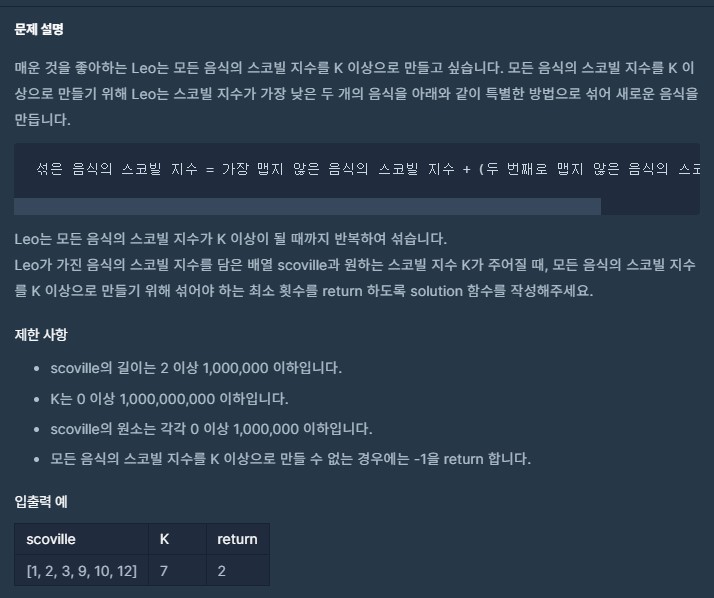 문제 설명
매운 것을 좋아하는 Leo는 모든 음식의 스코빌 지수를 K 이상으로 만들고 싶습니다. 모든 음식의 스코빌 지수를 K 이
상으로 만들기 위해 Leo는 스코빌 지수가 가장 낮은 두 개의 음식을 아래와 같이 특별한 방법으로 섞어 새로운 음식을
만듭니다.
섞은 음식의 스코빌 지수 = 가장 맵지 않은 음식의 스코빌 지수 + (두 번째로 맵지 않은 음식의 스코
Leo는 모든 음식의 스코빌 지수가 K 이상이 될 때까지 반복하여 섞습니다.
Leo가 가진 음식의 스코빌 지수를 담은 배열 scoville과 원하는 스코빌 지수 K가 주어질 때, 모든 음식의 스코빌 지수
를 K 이상으로 만들기 위해 섞어야 하는 최소 횟수를 return 하도록 solution 함수를 작성해주세요.
제한 사항
• scoville의 길이는 2 이상 1,000,000 이하입니다.
• K는 0 이상 1,000,000,000 이하입니다.
• scoville의 원소는 각각 0 이상 1,000,000 이하입니다.
• 모든 음식의 스코빌 지수를 K 이상으로 만들 수 없는 경우에는 -1을 return 합니다.
입출력 예
scoville K return
[1, 2, 3, 9, 10, 12] 7 2